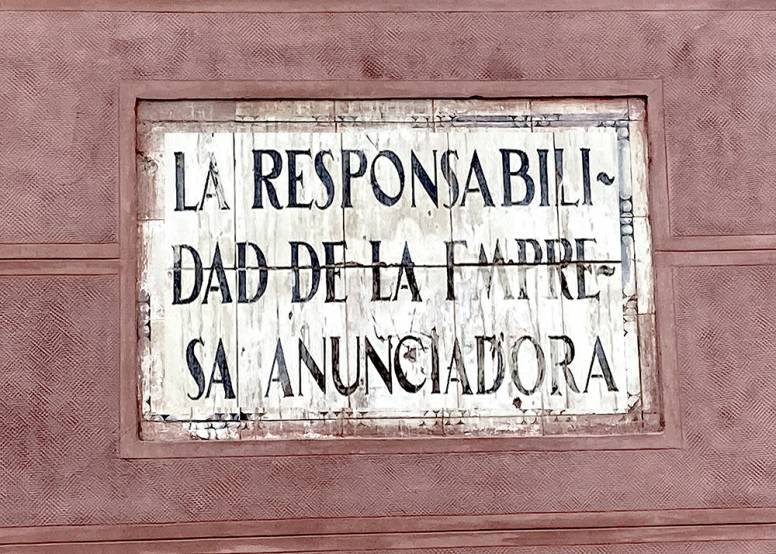 LA RESPONSABILI~
DAD DE LA EMPRE~
SA ANUNCIADORA